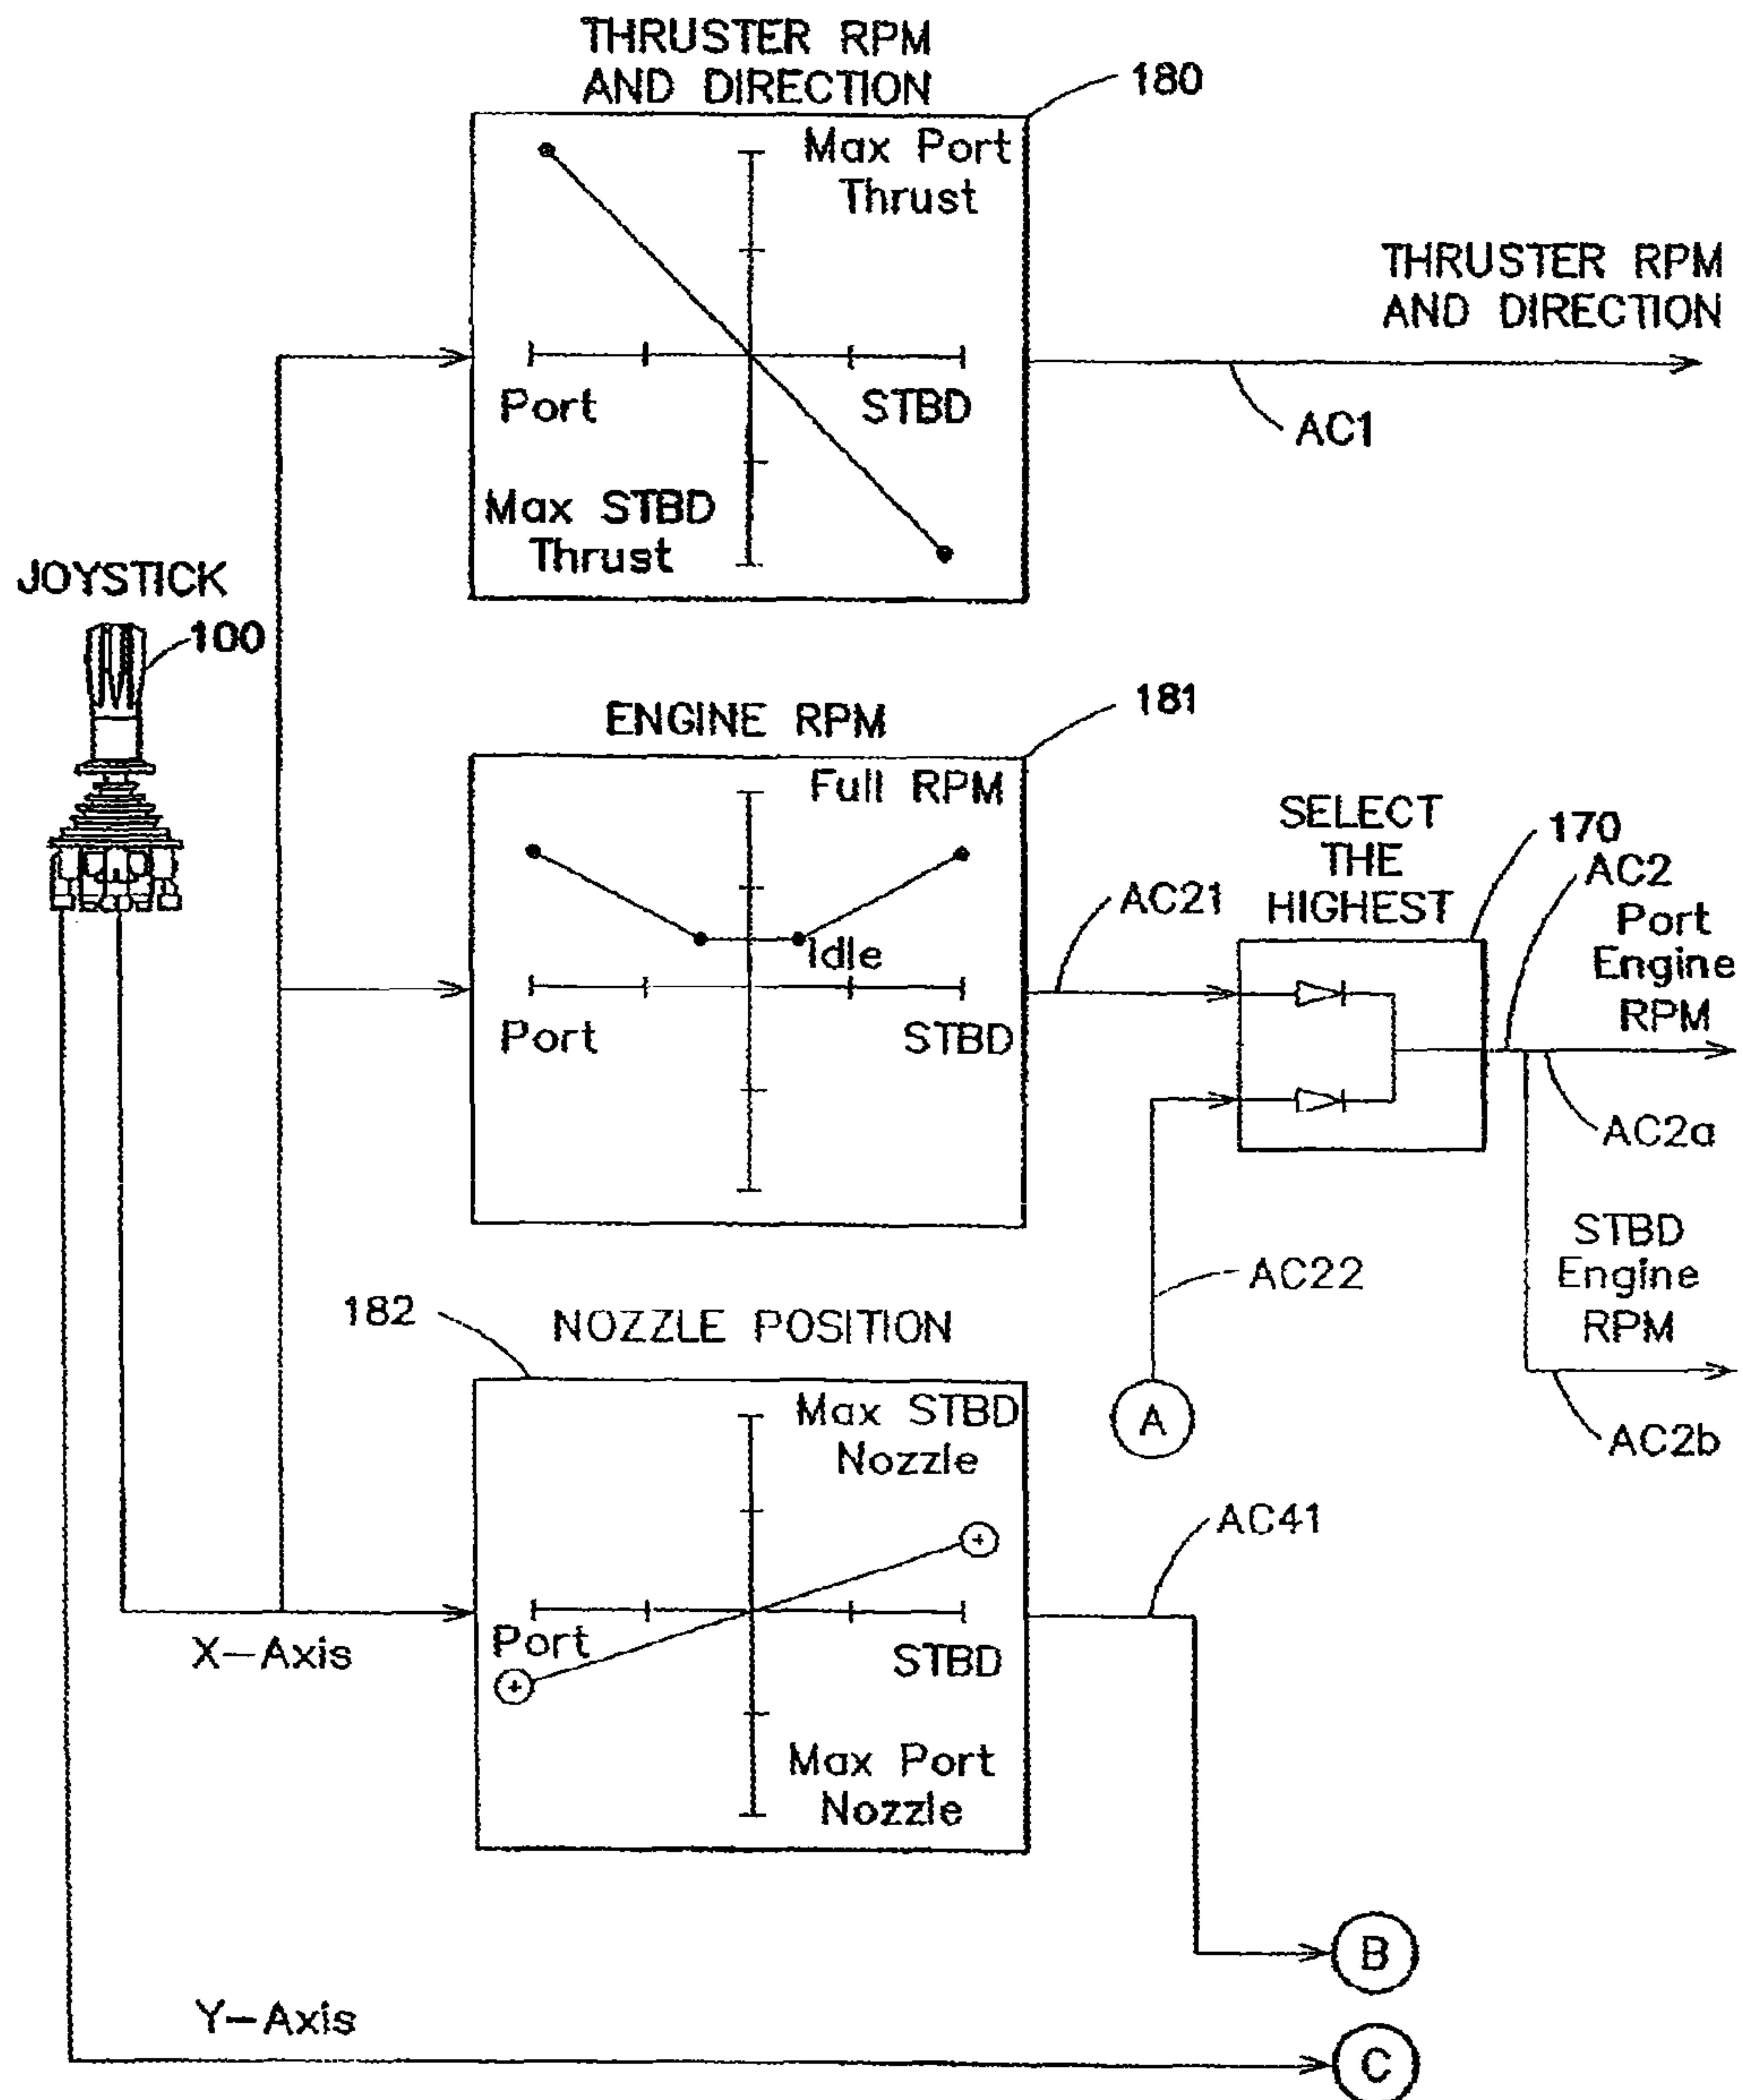 THRUSTER RPM
AND DIRECTION
180
Max Port
Thrust
Port
STBD
Max STBD
Thrust
THRUSTER RPM
AND DIRECTION
AC1
JOYSTICK
100
ENGINE RPM
181
Full RPM
Idle
Port
STBD
AC21
SELECT
THE
HIGHEST
170
AC2
Port
Engine
RPM
AC2a
STBD
Engine
RPM
AC2b
AC22
A
182
NOZZLE POSITION
Max STBD
Nozzle
Port
STBD
Max Port
Nozzle
AC41
X-Axis
B
Y-Axis
C